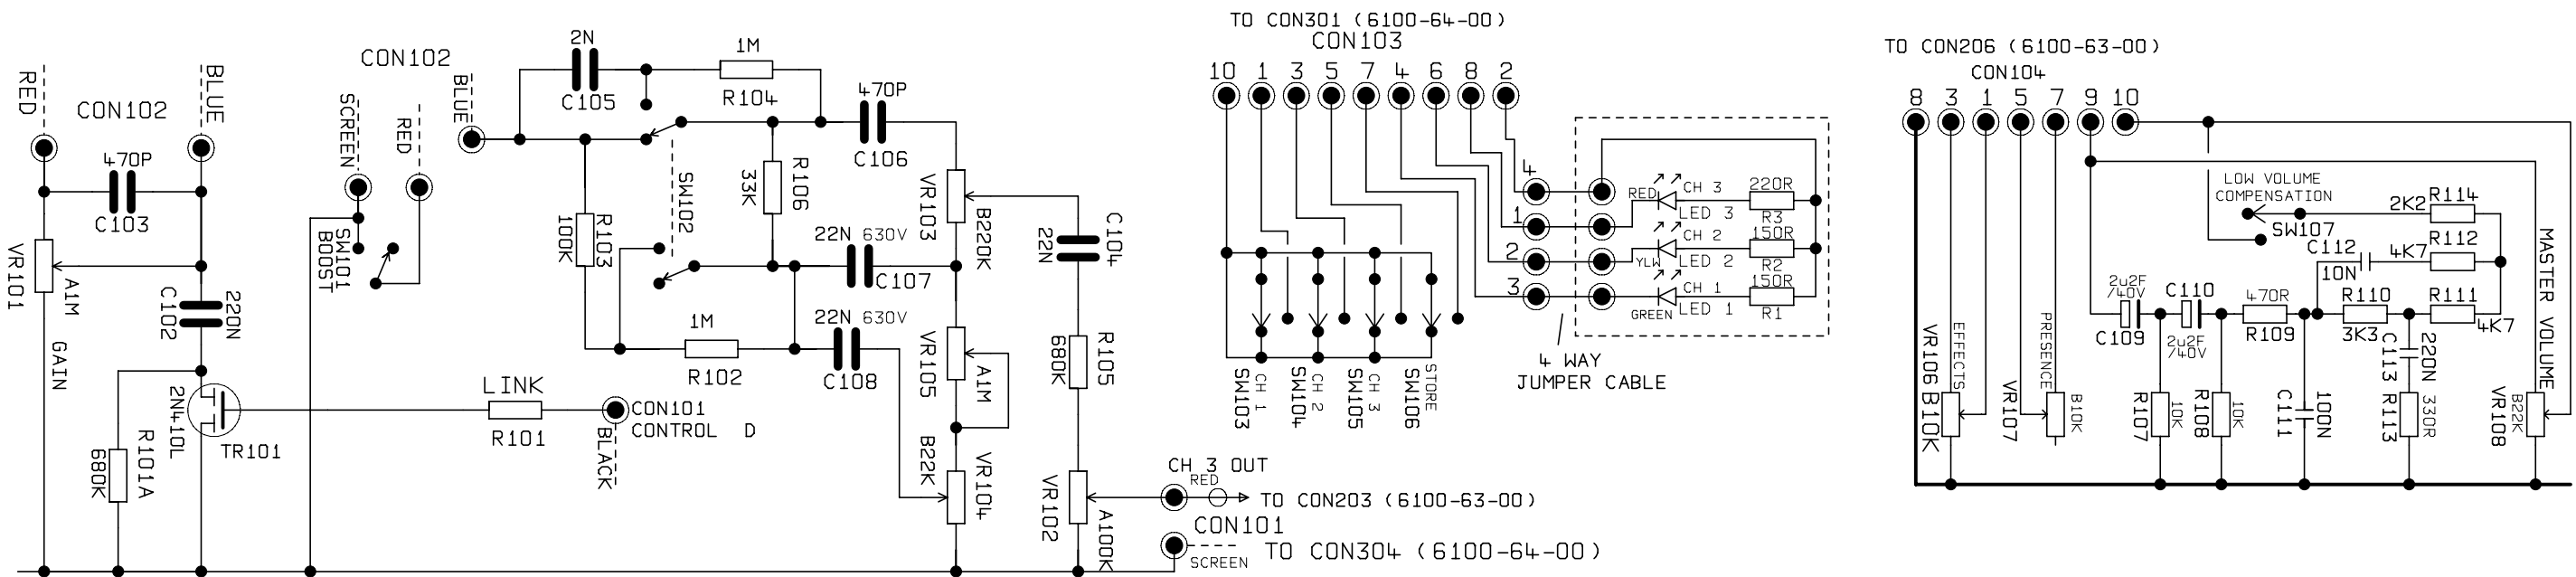 RED
CON102
BLUE
470P
C103
VR101
A1M
GAIN
C102
220N
2N4101L
TR101
R101A
680K
LINK
R101
CON101
CONTROL D
BLACK
CON102
SCREEN
RED
SW101
BOOST
BLUE
2N
C105
1M
R104
470P
C106
SW102
R106
33K
R103
100K
22N 630V
C107
1M
R102
22N 630V
C108
VR103
B220K
VR105
A1M
B22K
VR104
C104
22N
R105
680K
VR102
A100K
CH 3 OUT
RED
TO CON203 (6100-63-00)
CON101
SCREEN
TO CON304 (6100-64-00)
TO CON301 (6100-64-00)
CON103
10 1 3 5 7 4 6 8 2
SW103
CH 1
SW104
CH 2
SW105
CH 3
SW106
STORE
4
1
2
3
RED
CH 3
LED 3
220R
R3
YLW
CH 2
LED 2
150R
R2
GREEN
CH 1
LED 1
150R
R1
4 WAY
JUMPER CABLE
TO CON206 (6100-63-00)
CON104
8 3 1 5 7 9 10
LOW VOLUME
COMPENSATION
SW107
2K2
R114
C112
10N
4K7
R112
2u2F
/40V
C109
C110
2u2F
/40V
470R
R109
R110
3K3
R111
4K7
VR106
EFFECTS
B10K
VR107
PRESENCE
B10K
R107
10K
R108
10K
C111
100N
C113
220N
R113
330R
MASTER VOLUME
VR108
B22K